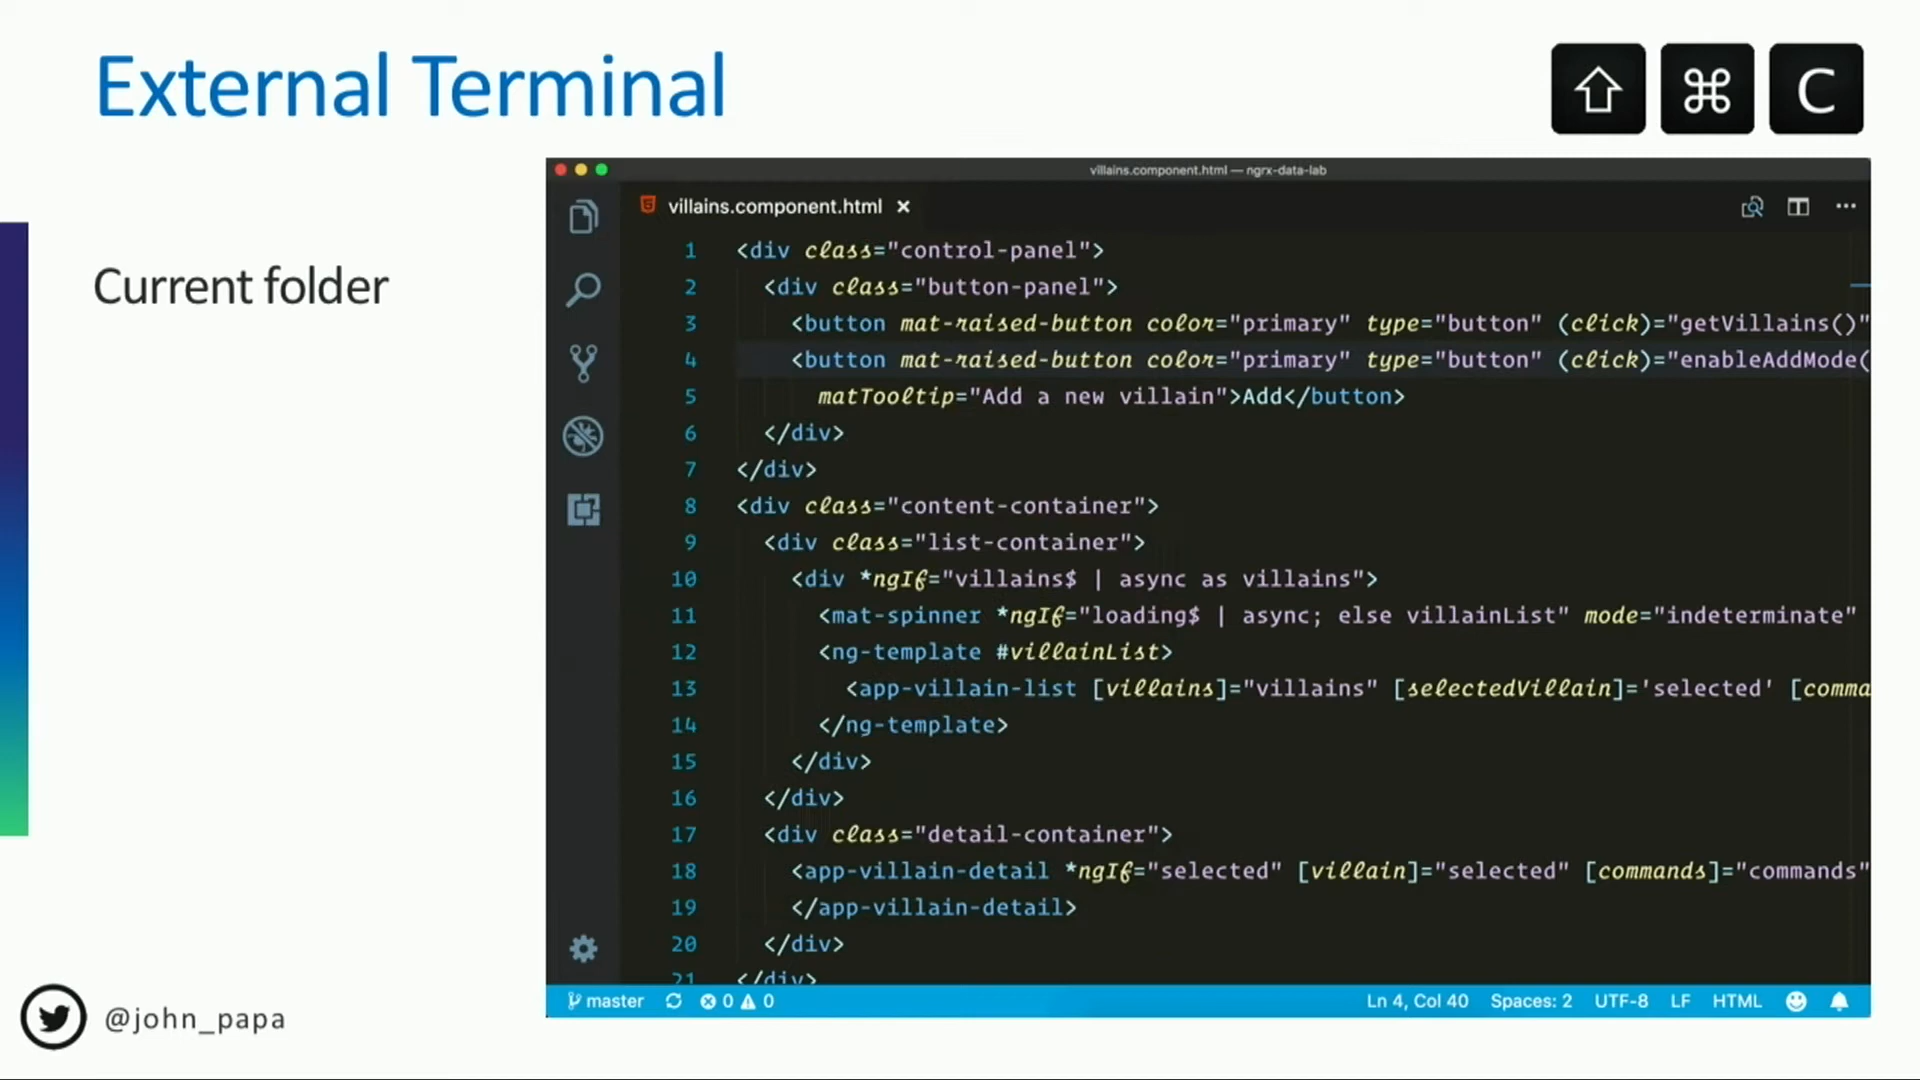 External Terminal
⇧ ⌘ C
Current folder
villains.component.html — ngrx-data-lab
villains.component.html
1 <div class="control-panel">
2 <div class="button-panel">
3 <button mat-raised-button color="primary" type="button" (click)="getVillains()"
4 <button mat-raised-button color="primary" type="button" (click)="enableAddMode(
5 matTooltip="Add a new villain">Add</button>
6 </div>
7 </div>
8 <div class="content-container">
9 <div class="list-container">
10 <div *ngIf="villains$ | async as villains">
11 <mat-spinner *ngIf="loading$ | async; else villainList" mode="indeterminate"
12 <ng-template #villainList>
13 <app-villain-list [villains]="villains" [selectedVillain]='selected' [comma
14 </ng-template>
15 </div>
16 </div>
17 <div class="detail-container">
18 <app-villain-detail *ngIf="selected" [villain]="selected" [commands]="commands"
19 </app-villain-detail>
20 </div>
21 </div>
master 0 0 Ln 4, Col 40 Spaces: 2 UTF-8 LF HTML
@john_papa